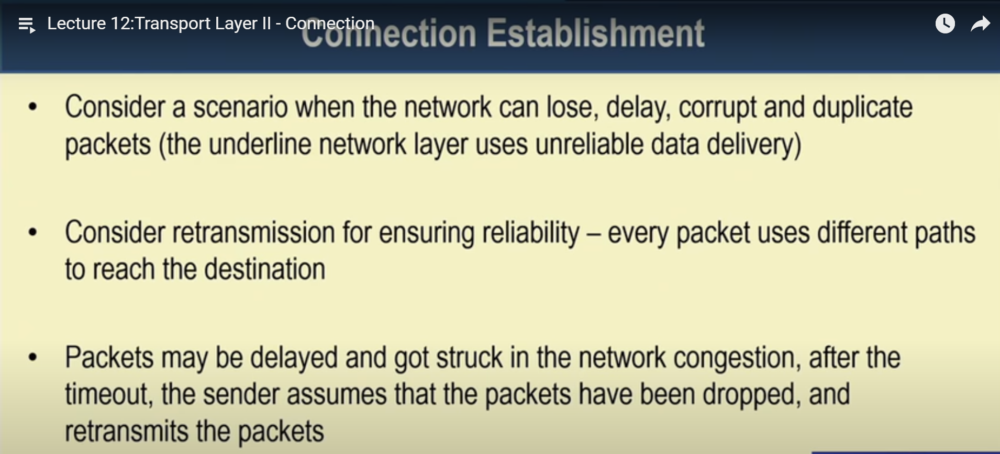 Lecture 12:Transport Layer II - Connection
Connection Establishment
• Consider a scenario when the network can lose, delay, corrupt and duplicate
packets (the underline network layer uses unreliable data delivery)
• Consider retransmission for ensuring reliability – every packet uses different paths
to reach the destination
• Packets may be delayed and got struck in the network congestion, after the
timeout, the sender assumes that the packets have been dropped, and
retransmits the packets